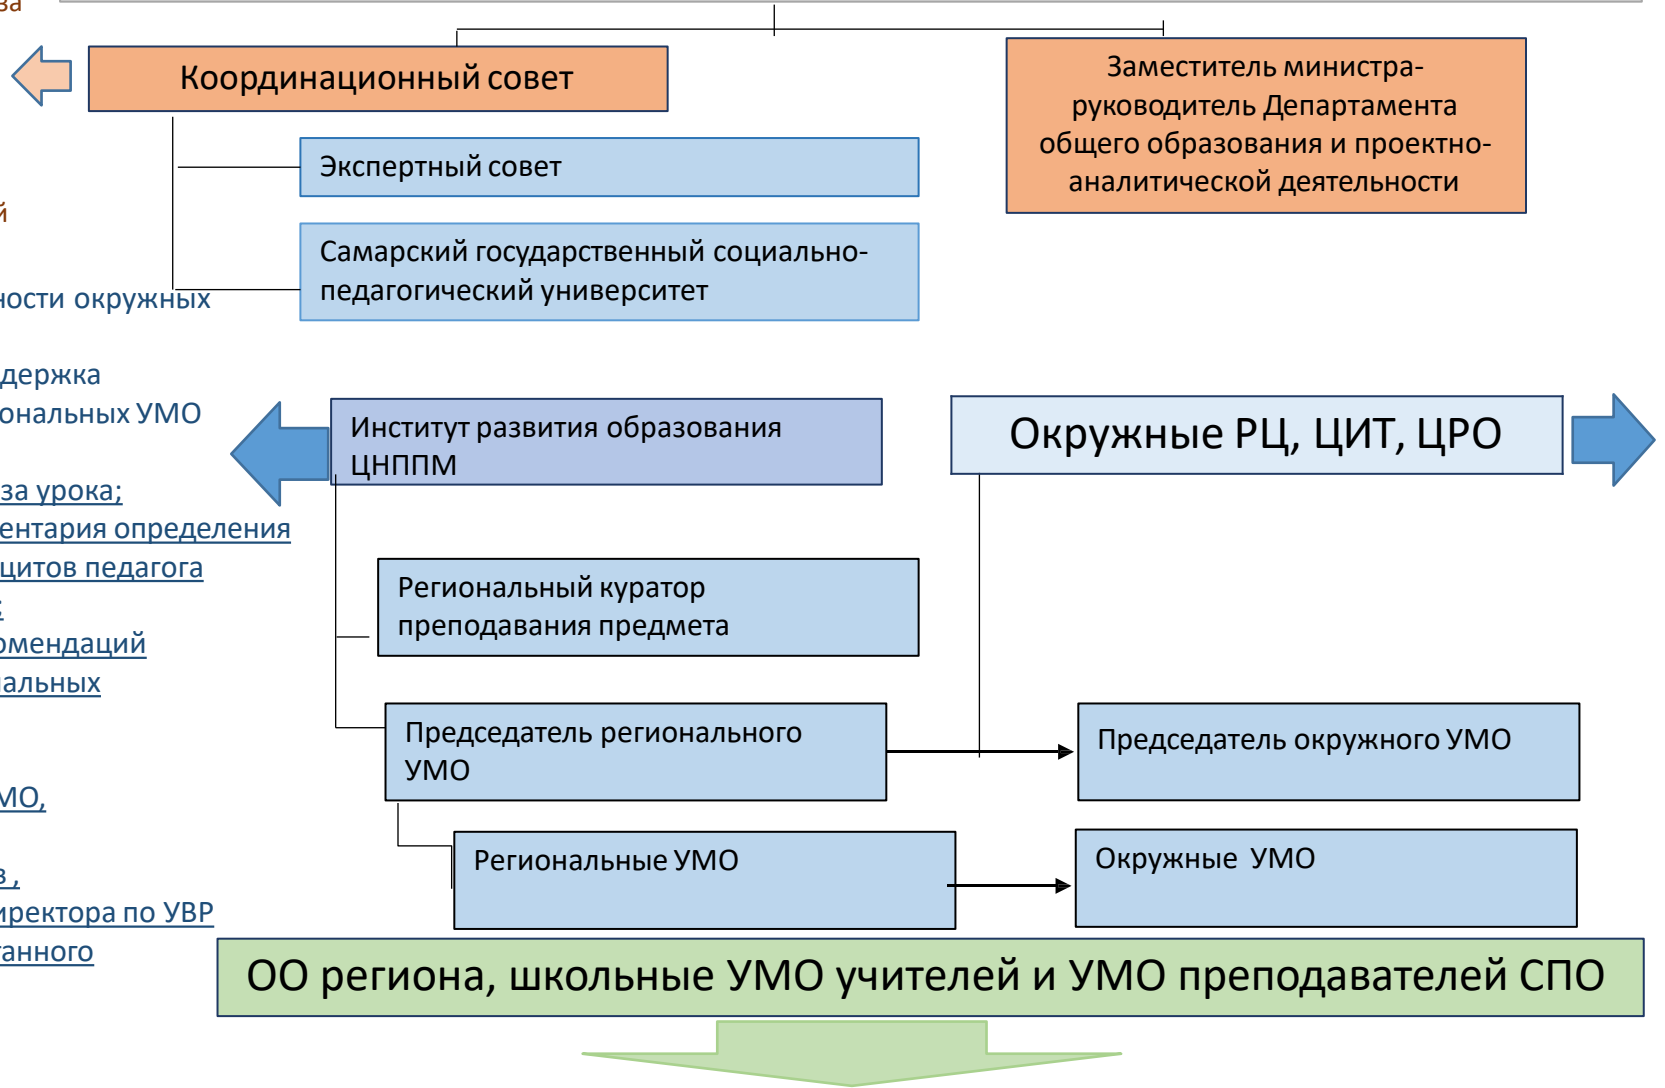 за
Координационный совет
Заместитель министра-
руководитель Департамента
общего образования и проектно-
аналитической деятельности
Экспертный совет
й
Самарский государственный социально-
педагогический университет
ности окружных
держка
ональных УМО
Институт развития образования
ЦНППМ
Окружные РЦ, ЦИТ, ЦРО
за урока;
ентария определения
цитов педагога
;
омендаций
нальных
Региональный куратор
преподавания предмета
Председатель регионального
УМО
Председатель окружного УМО
МО,
Региональные УМО
Окружные УМО
в ,
иректора по УВР
танного
ОО региона, школьные УМО учителей и УМО преподавателей СПО